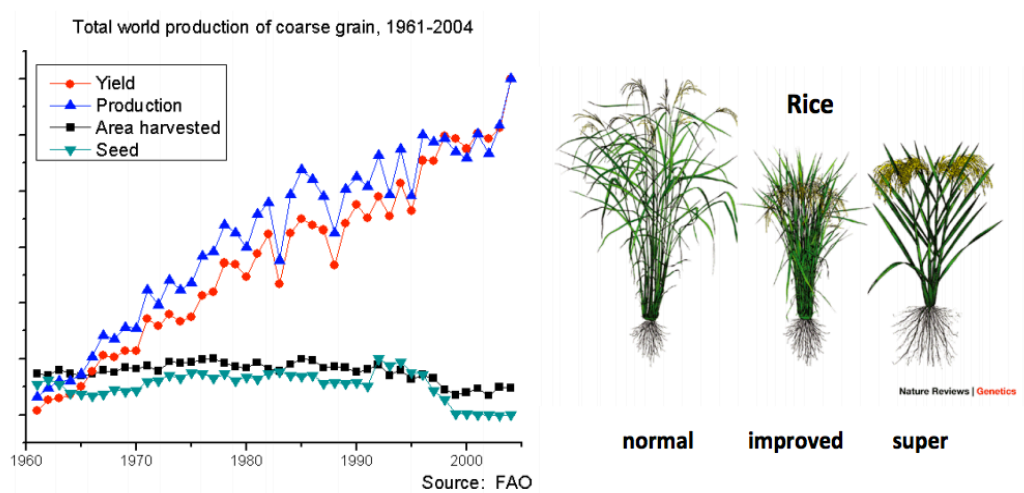 Total world production of coarse grain, 1961-2004
Yield
Production
Area harvested
Seed
1960
1970
1980
1990
2000
Source: FAO
Rice
Nature Reviews | Genetics
normal
improved
super